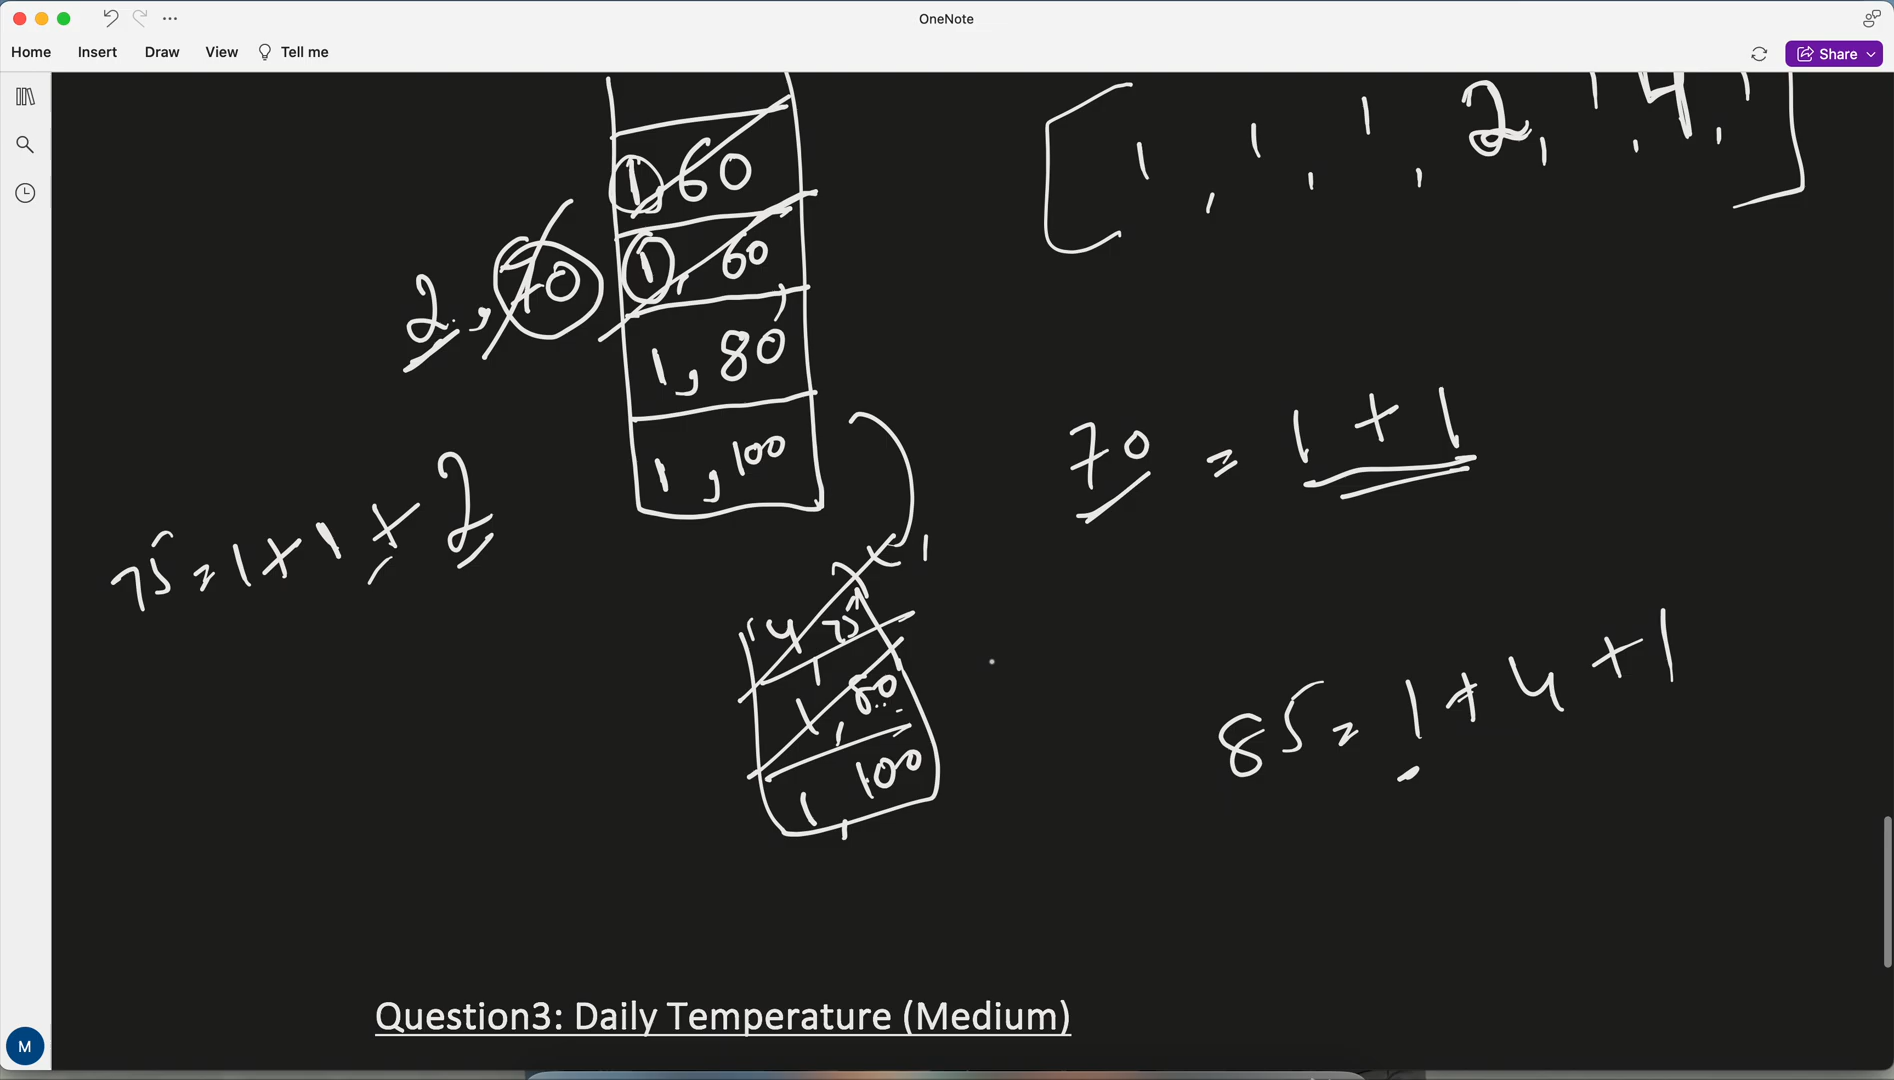 OneNote
Home Insert Draw View Tell me
Share
[1, 1, 1, 2, 1, 4, 1]
1, 60
1, 60
2, 70
1, 80
1, 100
70 = 1 + 1
75 = 1 + 1 + 2
1
4 75
1, 80
1, 100
85 = 1 + 4 + 1
Question3: Daily Temperature (Medium)
M